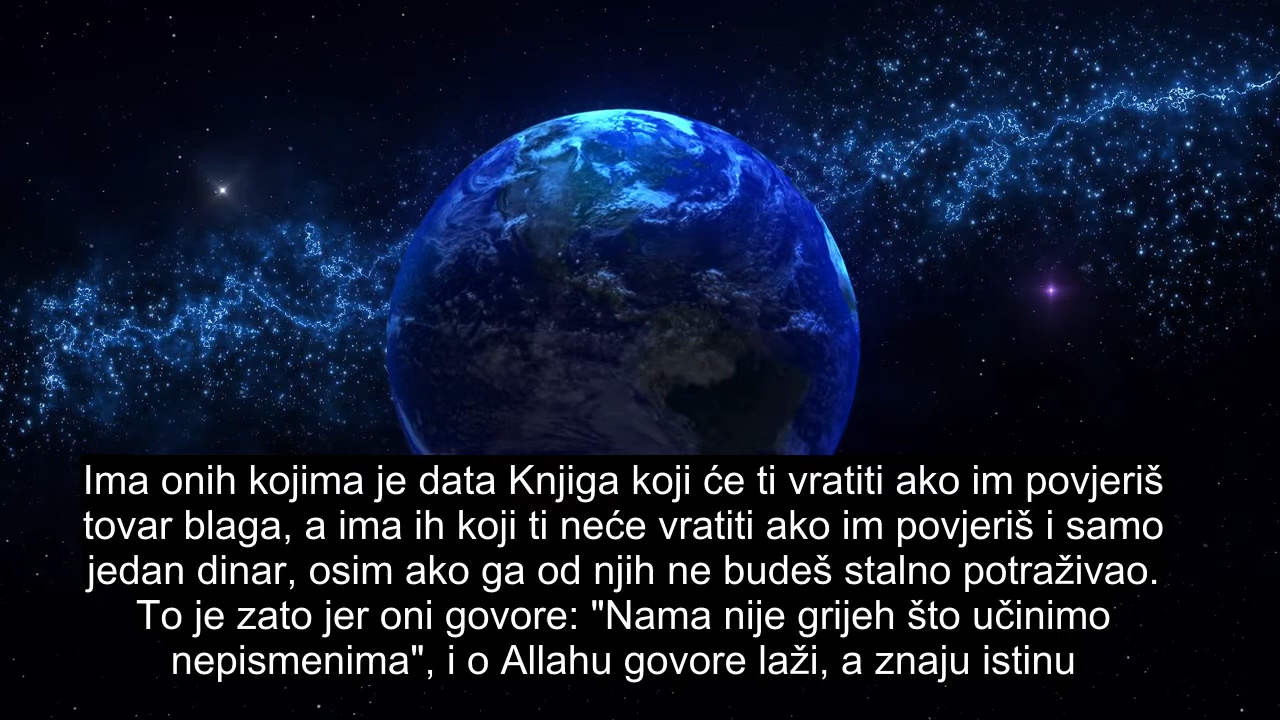 Ima onih kojima je data Knjiga koji će ti vratiti ako im povjeriš
tovar blaga, a ima ih koji ti neće vratiti ako im povjeriš i samo
jedan dinar, osim ako ga od njih ne budeš stalno potraživao.
To je zato jer oni govore: "Nama nije grijeh što učinimo
nepismenima", i o Allahu govore laži, a znaju istinu